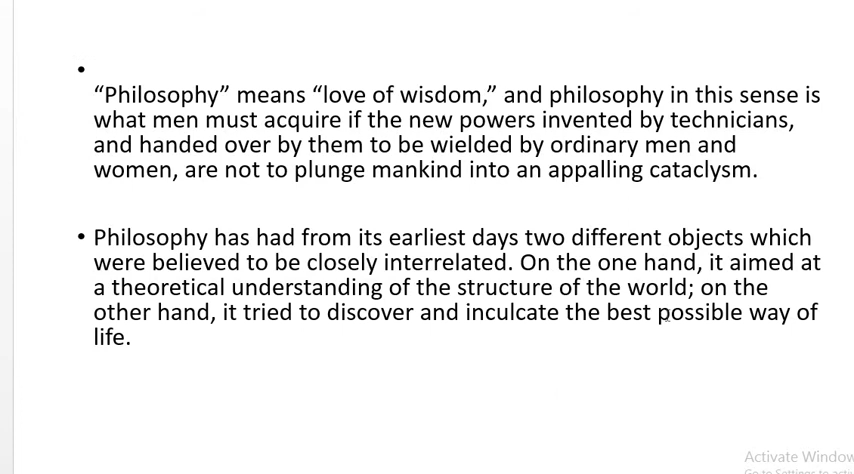 “Philosophy” means “love of wisdom,” and philosophy in this sense is
what men must acquire if the new powers invented by technicians,
and handed over by them to be wielded by ordinary men and
women, are not to plunge mankind into an appalling cataclysm.
• Philosophy has had from its earliest days two different objects which
were believed to be closely interrelated. On the one hand, it aimed at
a theoretical understanding of the structure of the world; on the
other hand, it tried to discover and inculcate the best possible way of
life.
Activate Window
Go to Settings to